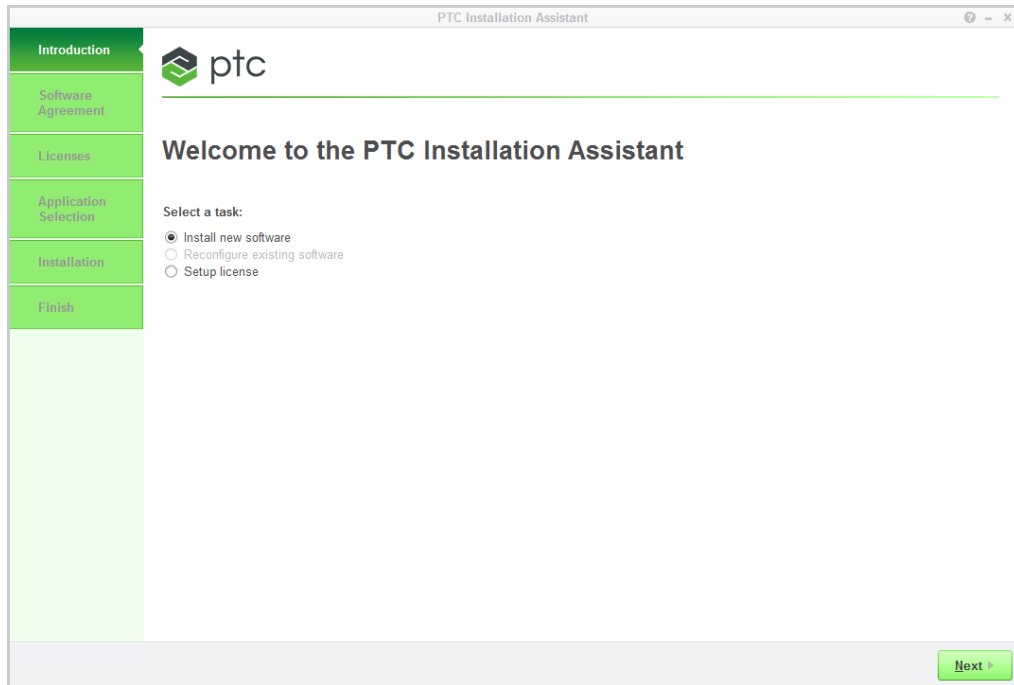 PTC Installation Assistant
Introduction
Software
Agreement
Licenses
Application
Selection
Installation
Finish
ptc
Welcome to the PTC Installation Assistant
Select a task:
Install new software
Reconfigure existing software
Setup license
Next